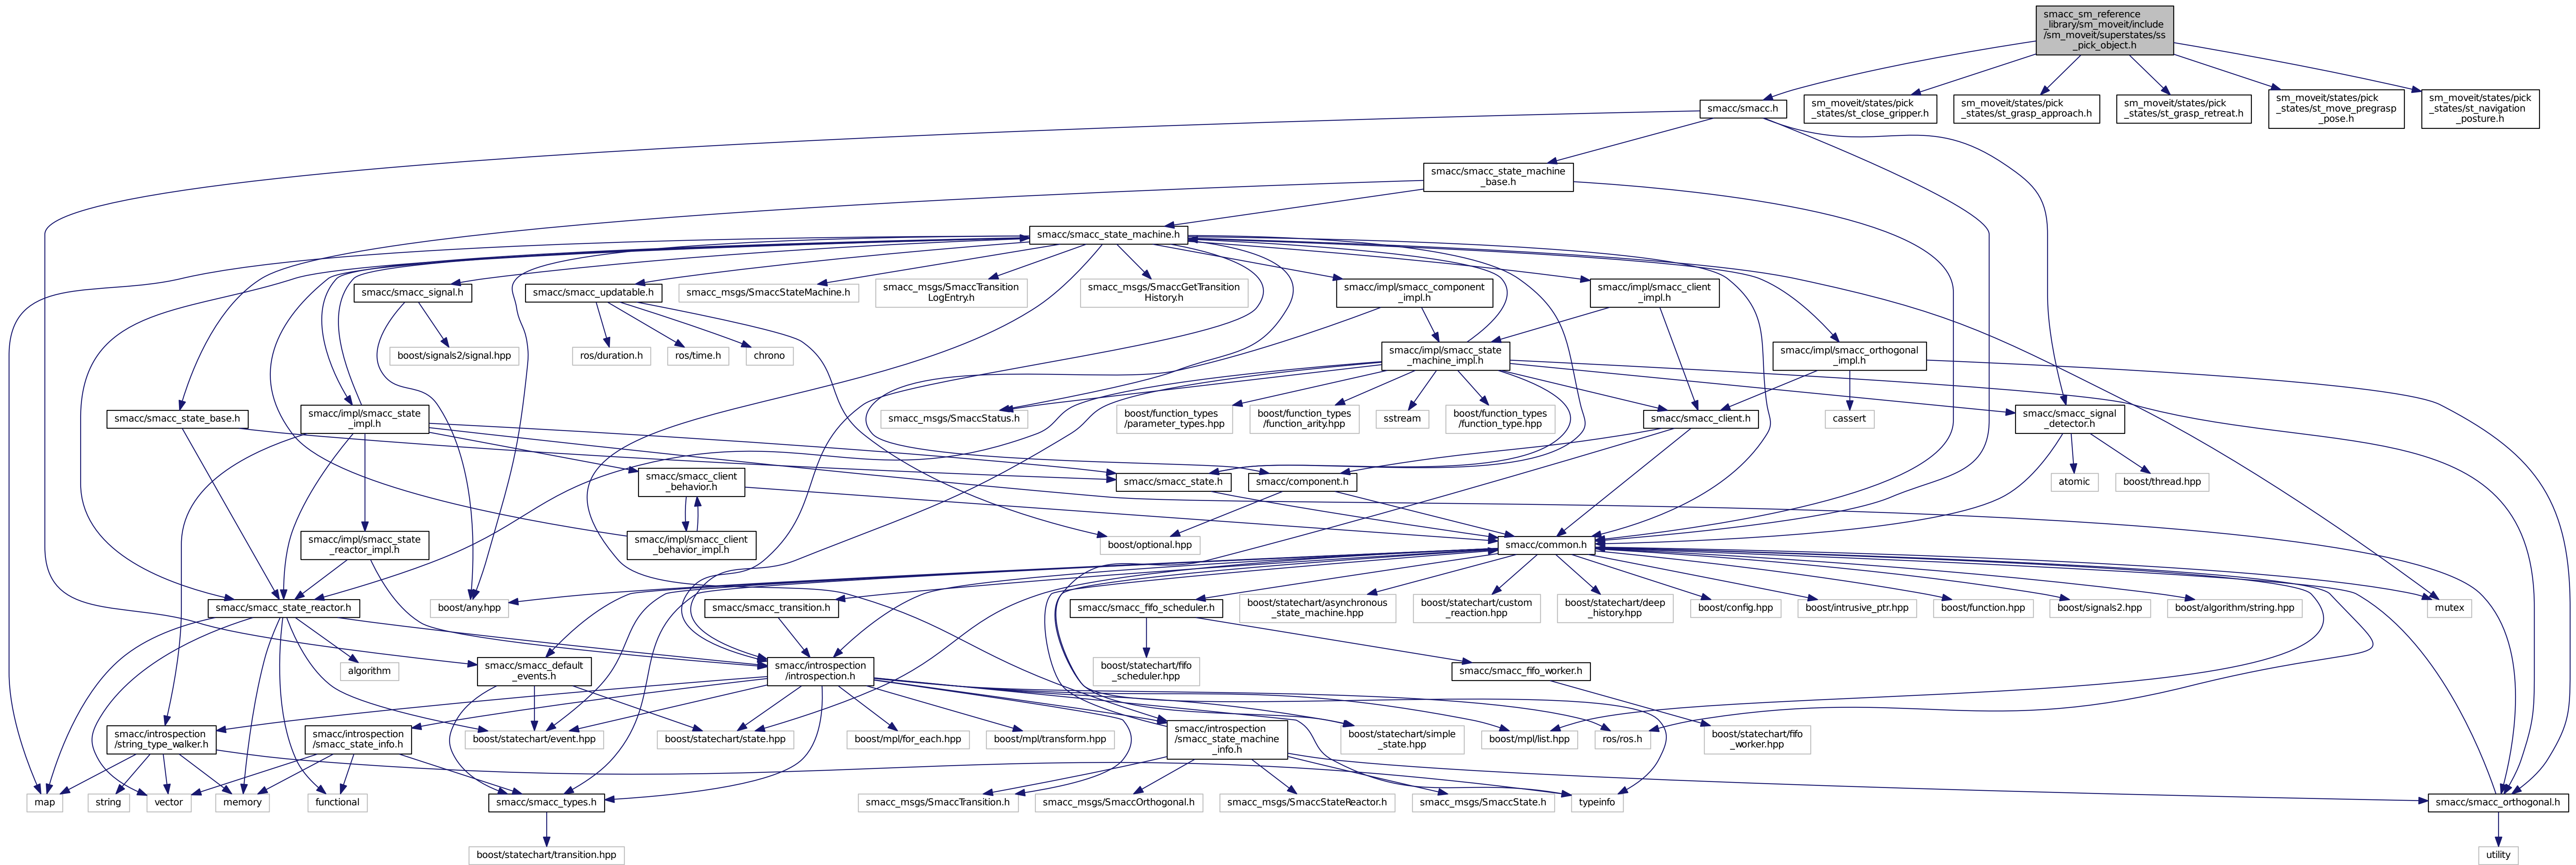 smacc_sm_reference
_library/sm_moveit/include
/sm_moveit/superstates/ss
_pick_object.h
smacc/smacc.h
sm_moveit/states/pick
_states/st_close_gripper.h
sm_moveit/states/pick
_states/st_grasp_approach.h
sm_moveit/states/pick
_states/st_grasp_retreat.h
sm_moveit/states/pick
_states/st_move_pregrasp
_pose.h
sm_moveit/states/pick
_states/st_navigation
_posture.h
smacc/smacc_state_machine
_base.h
smacc/smacc_state_machine.h
smacc/smacc_signal.h
smacc/smacc_updatable.h
smacc_msgs/SmaccStateMachine.h
smacc_msgs/SmaccTransition
LogEntry.h
smacc_msgs/SmaccGetTransition
History.h
smacc/impl/smacc_component
_impl.h
smacc/impl/smacc_client
_impl.h
boost/signals2/signal.hpp
ros/duration.h
ros/time.h
chrono
smacc/impl/smacc_state
_machine_impl.h
smacc/impl/smacc_orthogonal
_impl.h
smacc/smacc_state_base.h
smacc/impl/smacc_state
_impl.h
smacc_msgs/SmaccStatus.h
boost/function_types
/parameter_types.hpp
boost/function_types
/function_arity.hpp
sstream
boost/function_types
/function_type.hpp
smacc/smacc_client.h
cassert
smacc/smacc_signal
_detector.h
smacc/smacc_client
_behavior.h
smacc/smacc_state.h
smacc/component.h
atomic
boost/thread.hpp
smacc/impl/smacc_state
_reactor_impl.h
smacc/impl/smacc_client
_behavior_impl.h
boost/optional.hpp
smacc/common.h
smacc/smacc_state_reactor.h
boost/any.hpp
smacc/smacc_transition.h
smacc/smacc_fifo_scheduler.h
boost/statechart/asynchronous
_state_machine.hpp
boost/statechart/custom
_reaction.hpp
boost/statechart/deep
_history.hpp
boost/config.hpp
boost/intrusive_ptr.hpp
boost/function.hpp
boost/signals2.hpp
boost/algorithm/string.hpp
mutex
algorithm
smacc/smacc_default
_events.h
smacc/introspection
/introspection.h
boost/statechart/fifo
_scheduler.hpp
smacc/smacc_fifo_worker.h
smacc/introspection
/string_type_walker.h
smacc/introspection
/smacc_state_info.h
boost/statechart/event.hpp
boost/statechart/state.hpp
boost/mpl/for_each.hpp
boost/mpl/transform.hpp
smacc/introspection
/smacc_state_machine
_info.h
boost/statechart/simple
_state.hpp
boost/mpl/list.hpp
ros/ros.h
boost/statechart/fifo
_worker.hpp
map
string
vector
memory
functional
smacc/smacc_types.h
smacc_msgs/SmaccTransition.h
smacc_msgs/SmaccOrthogonal.h
smacc_msgs/SmaccStateReactor.h
smacc_msgs/SmaccState.h
typeinfo
smacc/smacc_orthogonal.h
boost/statechart/transition.hpp
utility